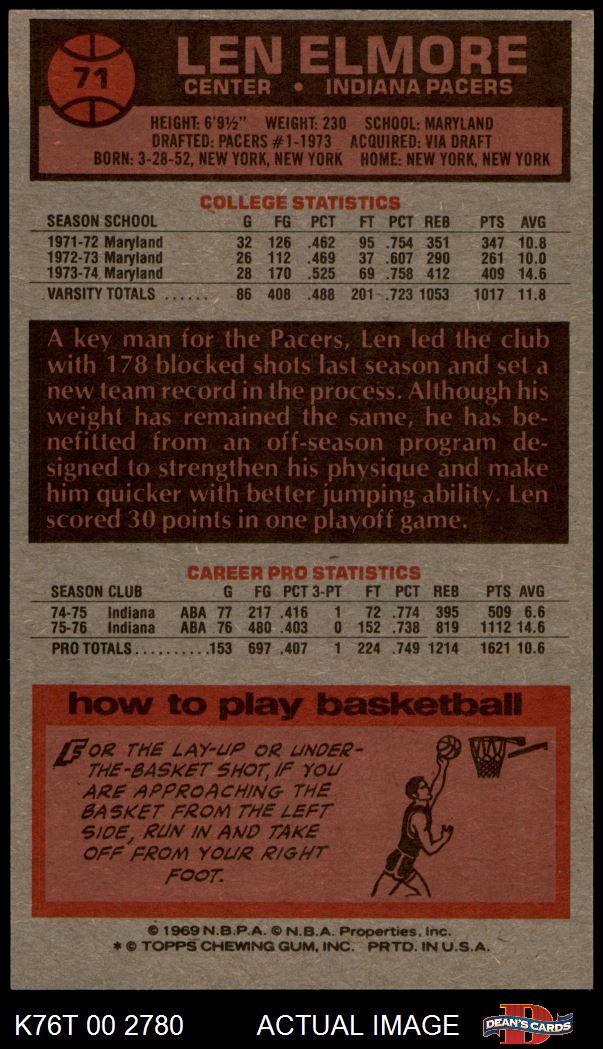 71
LEN ELMORE
CENTER • INDIANA PACERS
HEIGHT: 6'9½" WEIGHT: 230 SCHOOL: MARYLAND
DRAFTED: PACERS #1-1973 ACQUIRED: VIA DRAFT
BORN: 3-28-52, NEW YORK, NEW YORK HOME: NEW YORK, NEW YORK
COLLEGE STATISTICS
SEASON SCHOOL G FG PCT FT PCT REB PTS AVG
1971-72 Maryland 32 126 .462 95 .754 351 347 10.8
1972-73 Maryland 26 112 .469 37 .607 290 261 10.0
1973-74 Maryland 28 170 .525 69 .758 412 409 14.6
VARSITY TOTALS ...... 86 408 .488 201 .723 1053 1017 11.8
A key man for the Pacers, Len led the club
with 178 blocked shots last season and set a
new team record in the process. Although his
weight has remained the same, he has be-
nefitted from an off-season program de-
signed to strengthen his physique and make
him quicker with better jumping ability. Len
scored 30 points in one playoff game.
CAREER PRO STATISTICS
SEASON CLUB G FG PCT 3-PT FT PCT REB PTS AVG
74-75 Indiana ABA 77 217 .416 1 72 .774 395 509 6.6
75-76 Indiana ABA 76 480 .403 0 152 .738 819 1112 14.6
PRO TOTALS..........153 697 .407 1 224 .749 1214 1621 10.6
how to play basketball
FOR THE LAY-UP OR UNDER-
THE-BASKET SHOT, IF YOU
ARE APPROACHING THE
BASKET FROM THE LEFT
SIDE, RUN IN AND TAKE
OFF FROM YOUR RIGHT
FOOT.
© 1969 N.B.P.A. © N.B.A. Properties, Inc.
* © TOPPS CHEWING GUM, INC. PRTD. IN U.S.A.
K76T 00 2780 ACTUAL IMAGE D DEAN'S CARDS